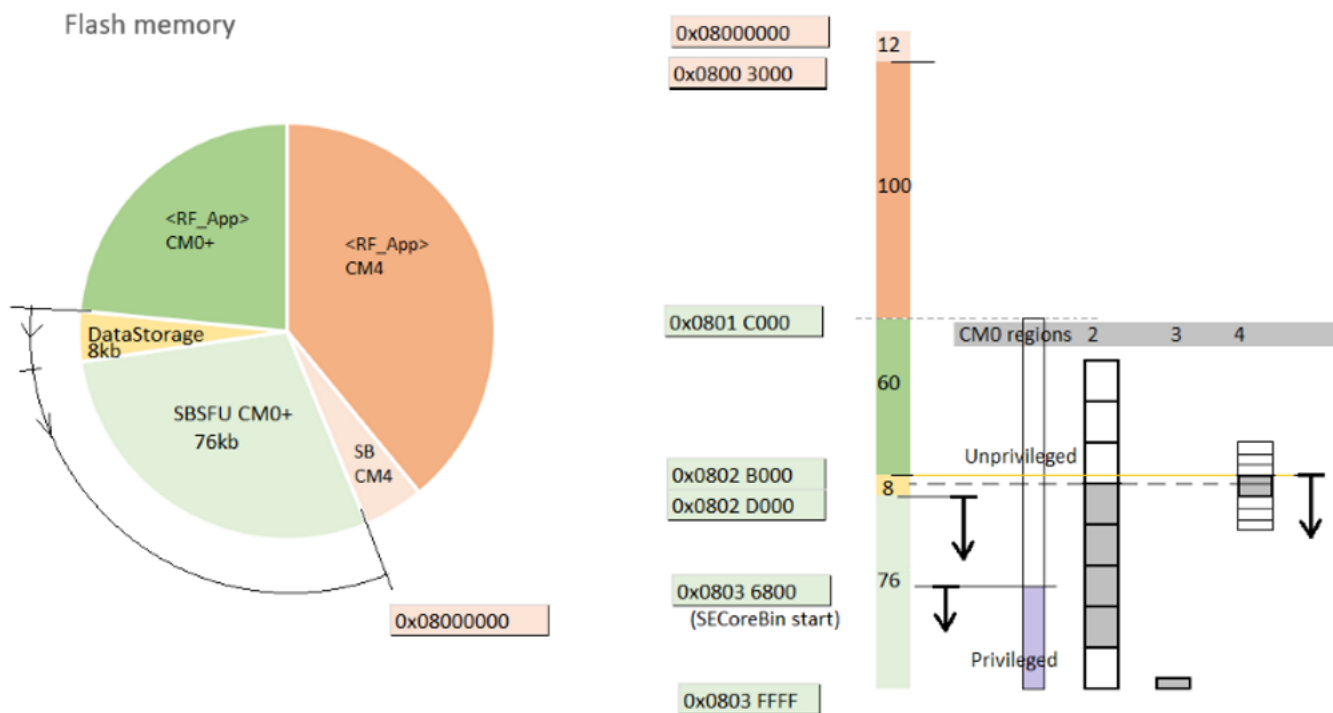 Flash memory
<RF_App>
CM0+
<RF_App>
CM4
DataStorage
8kb
SBSFU CM0+
76kb
SB
CM4
0x08000000
0x08000000
0x0800 3000
0x0801 C000
0x0802 B000
0x0802 D000
0x0803 6800
(SECoreBin start)
0x0803 FFFF
12
100
60
8
76
CM0 regions 2 3 4
Unprivileged
Privileged